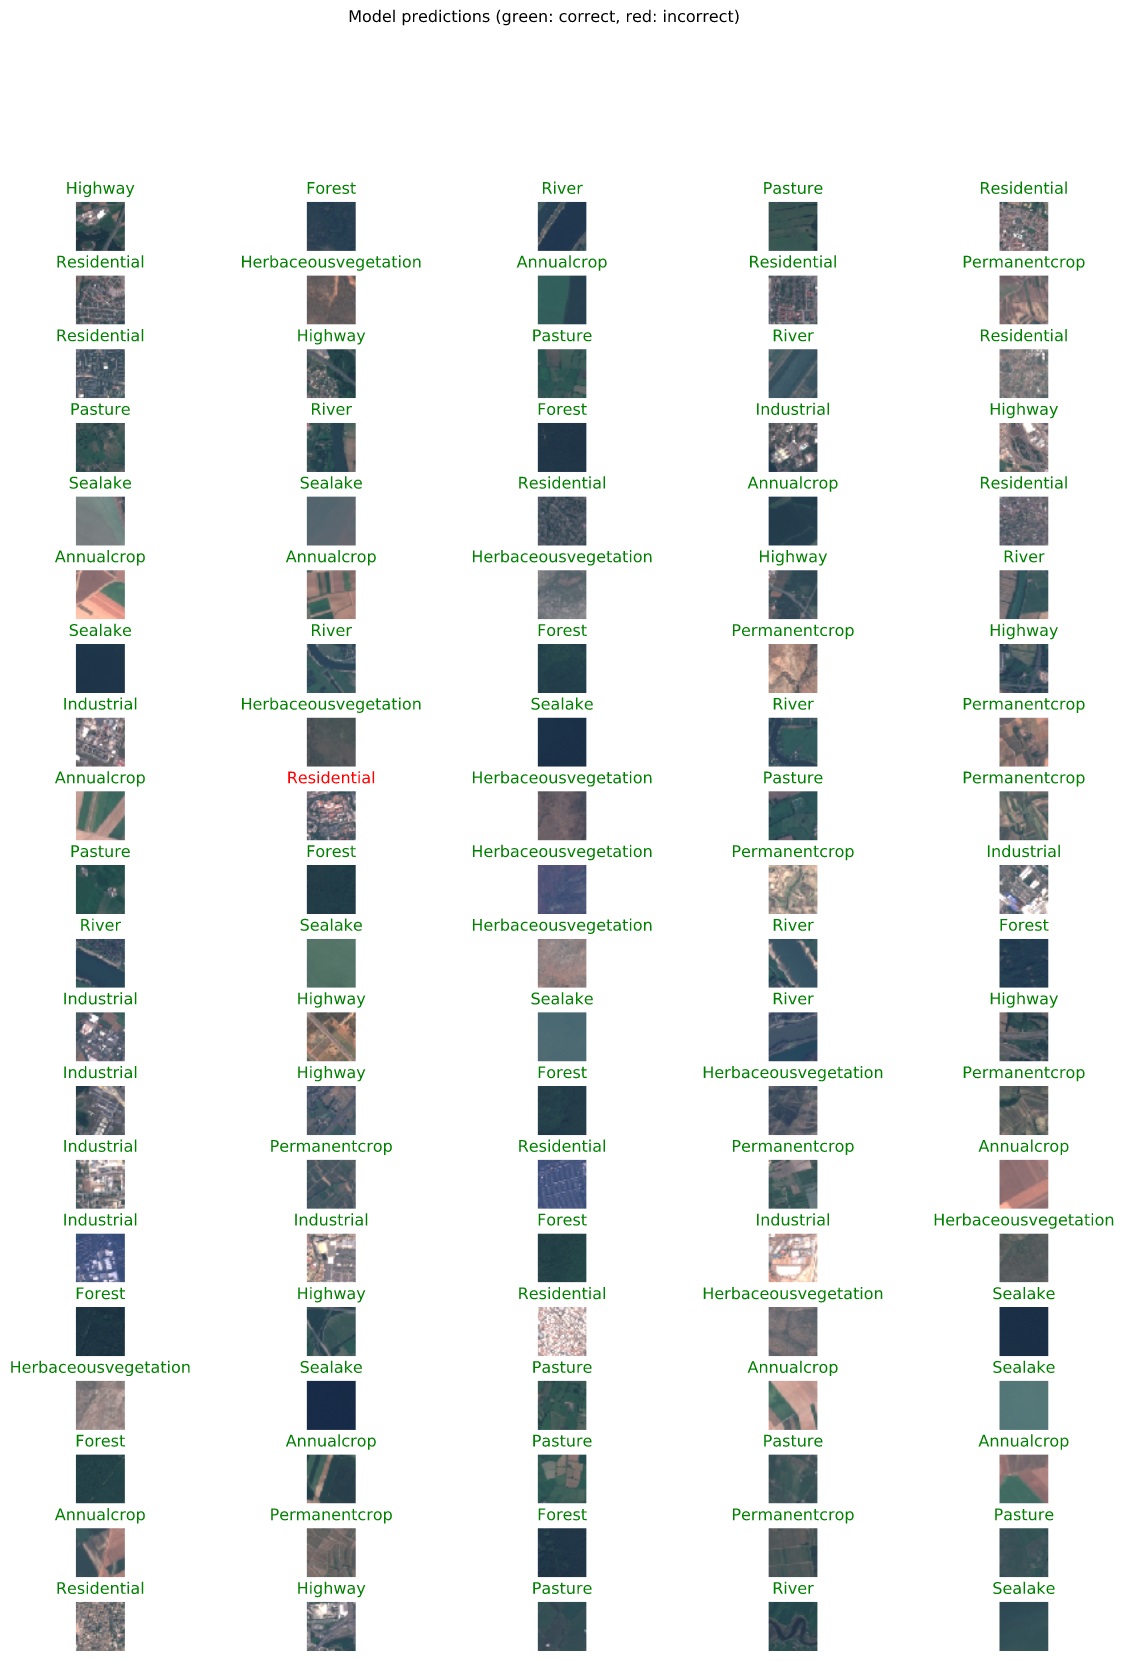 Model predictions (green: correct, red: incorrect)
Highway Forest River Pasture Residential
Residential Herbaceousvegetation Annualcrop Residential Permanentcrop
Residential Highway Pasture River Residential
Pasture River Forest Industrial Highway
Sealake Sealake Residential Annualcrop Residential
Annualcrop Annualcrop Herbaceousvegetation Highway River
Sealake River Forest Permanentcrop Highway
Industrial Herbaceousvegetation Sealake River Permanentcrop
Annualcrop Residential Herbaceousvegetation Pasture Permanentcrop
Pasture Forest Herbaceousvegetation Permanentcrop Industrial
River Sealake Herbaceousvegetation River Forest
Industrial Highway Sealake River Highway
Industrial Highway Forest Herbaceousvegetation Permanentcrop
Industrial Permanentcrop Residential Permanentcrop Annualcrop
Industrial Industrial Forest Industrial Herbaceousvegetation
Forest Highway Residential Herbaceousvegetation Sealake
Herbaceousvegetation Sealake Pasture Annualcrop Sealake
Forest Annualcrop Pasture Pasture Annualcrop
Annualcrop Permanentcrop Forest Permanentcrop Pasture
Residential Highway Pasture River Sealake